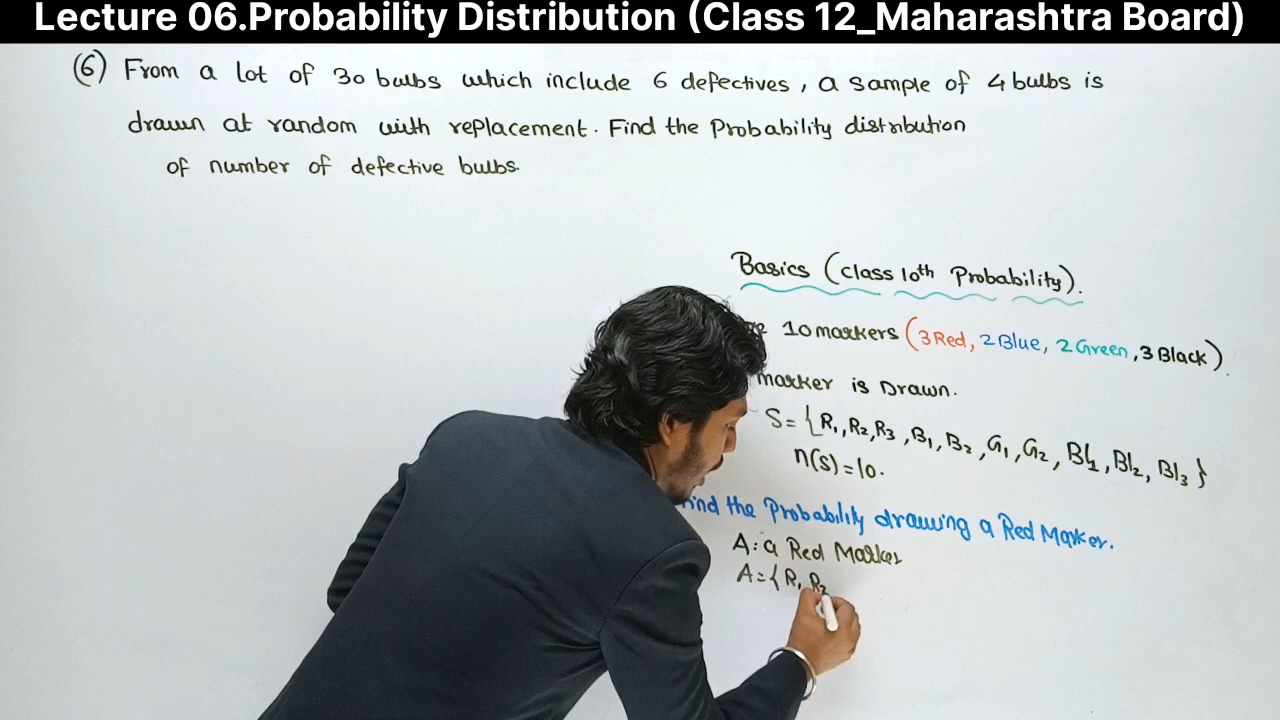 Lecture 06.Probability Distribution (Class 12_Maharashtra Board)
(6) From a lot of 30 bulbs which include 6 defectives, a sample of 4 bulbs is
drawn at random with replacement. Find the Probability distribution
of number of defective bulbs.
Basics (class 10th Probability).
10 markers (3 Red, 2 Blue, 2 Green, 3 Black).
marker is Drawn.
S = {R₁, R₂, R₃, B₁, B₂, G₁, G₂, Bl₁, Bl₂, Bl₃}
n(S) = 10.
the Probability drawing a Red Marker.
A: a Red Marker
A = {R₁ R₂